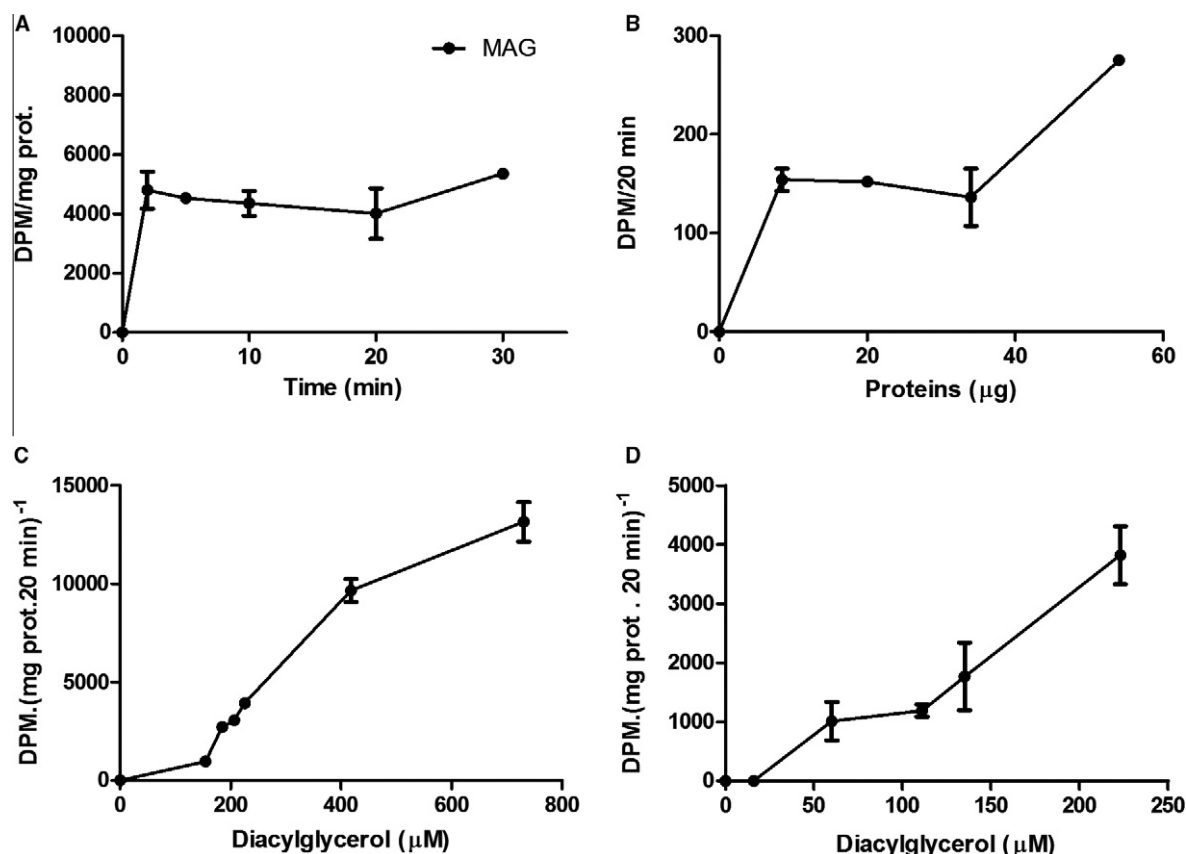 A
10000
8000
6000
4000
2000
0
DPM/mg prot.
0 10 20 30
Time (min)
MAG
B
300
200
100
0
DPM/20 min
0 20 40 60
Proteins (μg)
C
15000
10000
5000
0
DPM.(mg prot.20 min)⁻¹
0 200 400 600 800
Diacylglycerol (μM)
D
5000
4000
3000
2000
1000
0
DPM.(mg prot . 20 min)⁻¹
0 50 100 150 200 250
Diacylglycerol (μM)